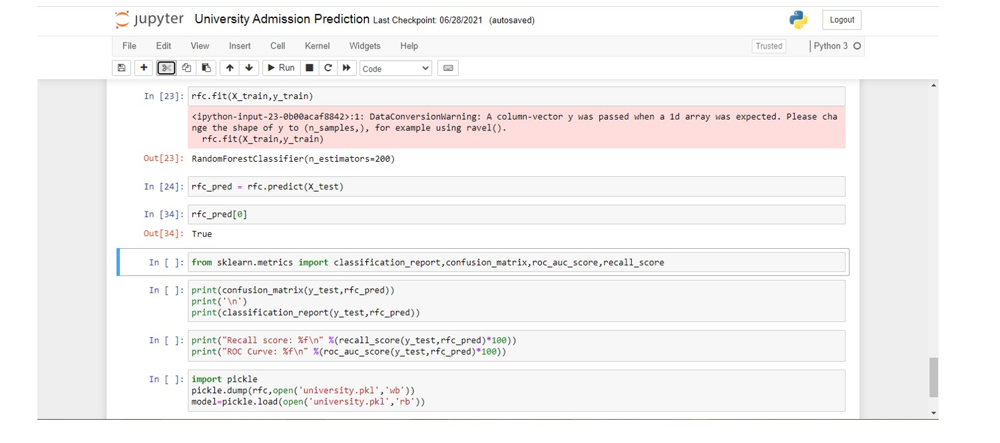 jupyter University Admission Prediction Last Checkpoint: 06/28/2021 (autosaved) Logout
File Edit View Insert Cell Kernel Widgets Help Trusted Python 3
Run Code
In [23]: rfc.fit(X_train,y_train)
<ipython-input-23-0b00acaf8842>:1: DataConversionWarning: A column-vector y was passed when a 1d array was expected. Please cha
nge the shape of y to (n_samples,), for example using ravel().
rfc.fit(X_train,y_train)
Out[23]: RandomForestClassifier(n_estimators=200)
In [24]: rfc_pred = rfc.predict(X_test)
In [34]: rfc_pred[0]
Out[34]: True
In [ ]: from sklearn.metrics import classification_report,confusion_matrix,roc_auc_score,recall_score
In [ ]: print(confusion_matrix(y_test,rfc_pred))
print('\n')
print(classification_report(y_test,rfc_pred))
In [ ]: print("Recall score: %f\n" %(recall_score(y_test,rfc_pred)*100))
print("ROC Curve: %f\n" %(roc_auc_score(y_test,rfc_pred)*100))
In [ ]: import pickle
pickle.dump(rfc,open('university.pkl','wb'))
model=pickle.load(open('university.pkl','rb'))